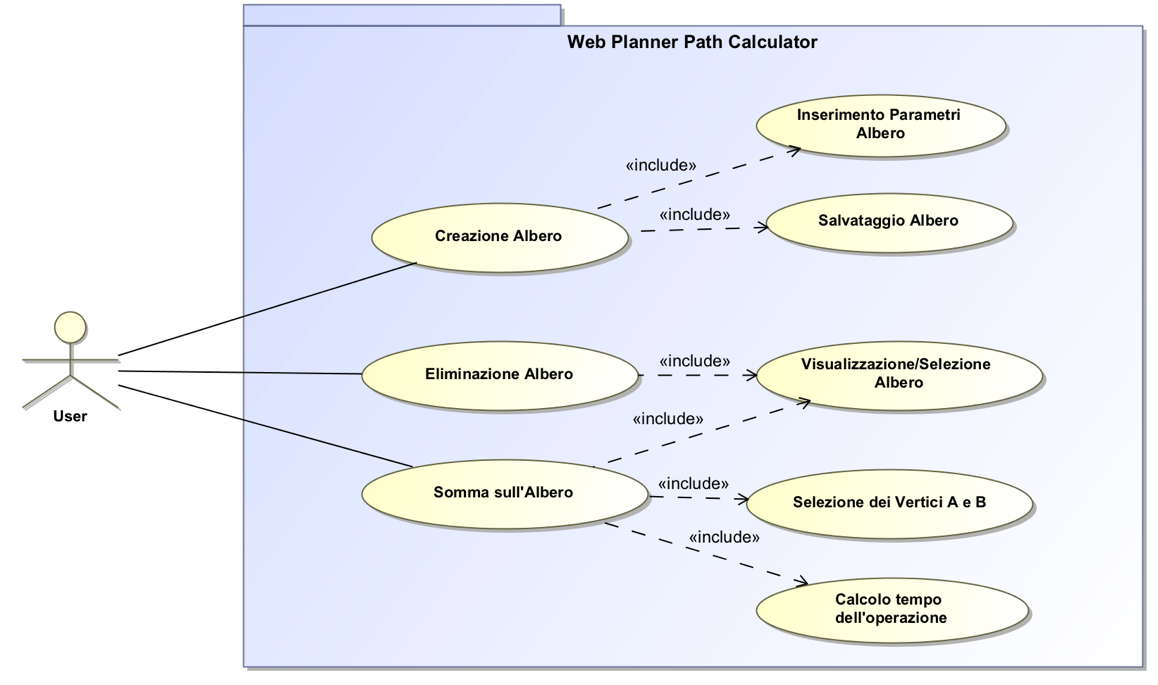 Web Planner Path Calculator
Inserimento Parametri
Albero
«include»
«include»
Salvataggio Albero
Creazione Albero
Eliminazione Albero
«include»
Visualizzazione/Selezione
Albero
«include»
User
Somma sull'Albero
«include»
Selezione dei Vertici A e B
«include»
Calcolo tempo
dell'operazione